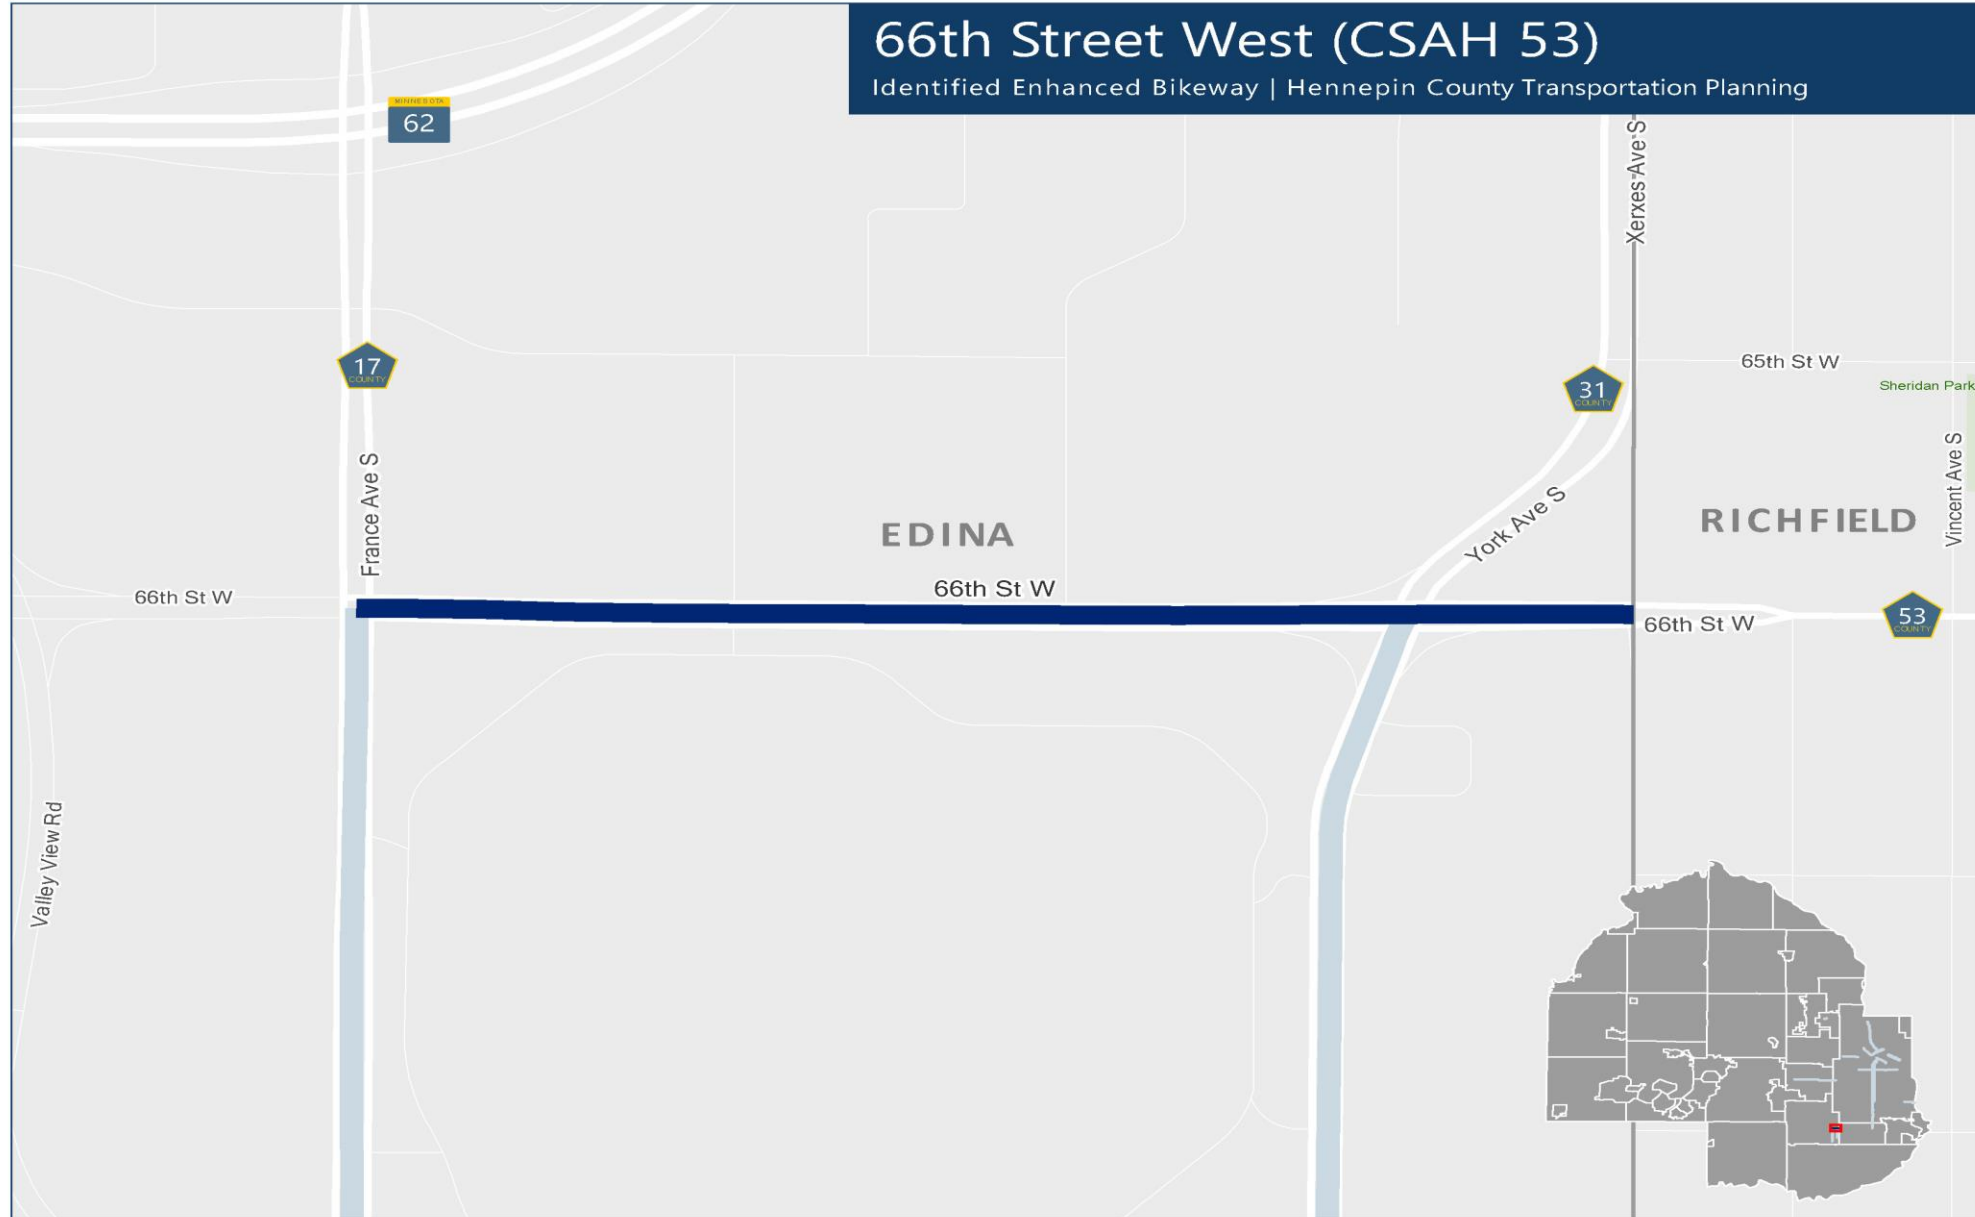 66th Street West (CSAH 53)
Identified Enhanced Bikeway | Hennepin County Transportation Planning
MINNESOTA
62
Xerxes Ave S
17
COUNTY
65th St W
31
COUNTY
Sheridan Park
France Ave S
Vincent Ave S
York Ave S
EDINA
RICHFIELD
66th St W
66th St W
66th St W
53
COUNTY
Valley View Rd